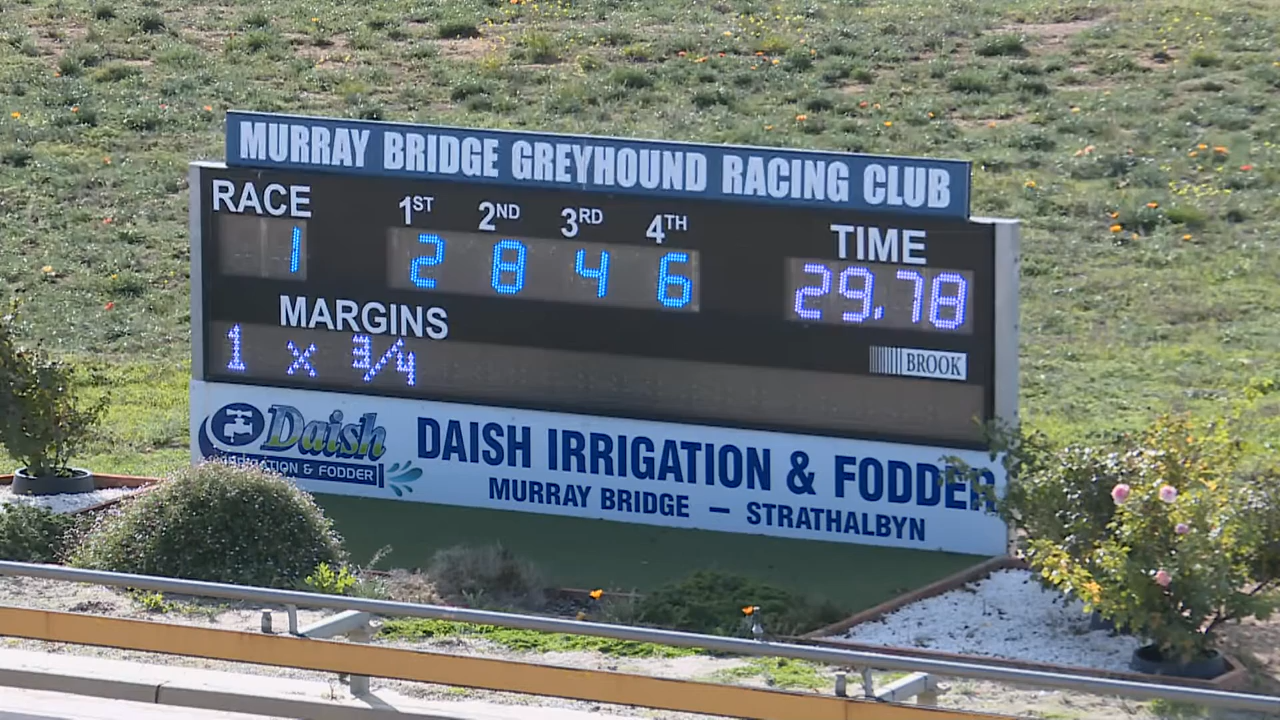 MURRAY BRIDGE GREYHOUND RACING CLUB
RACE 1ST 2ND 3RD 4TH TIME
1 2 8 4 6 29.78
MARGINS
1 x 3/4
BROOK
Daish
IRRIGATION & FODDER
DAISH IRRIGATION & FODDER
MURRAY BRIDGE – STRATHALBYN